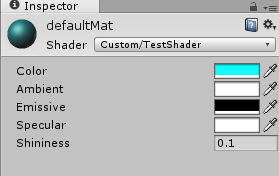 Inspector
defaultMat
Shader Custom/TestShader
Color
Ambient
Emissive
Specular
Shininess 0.1